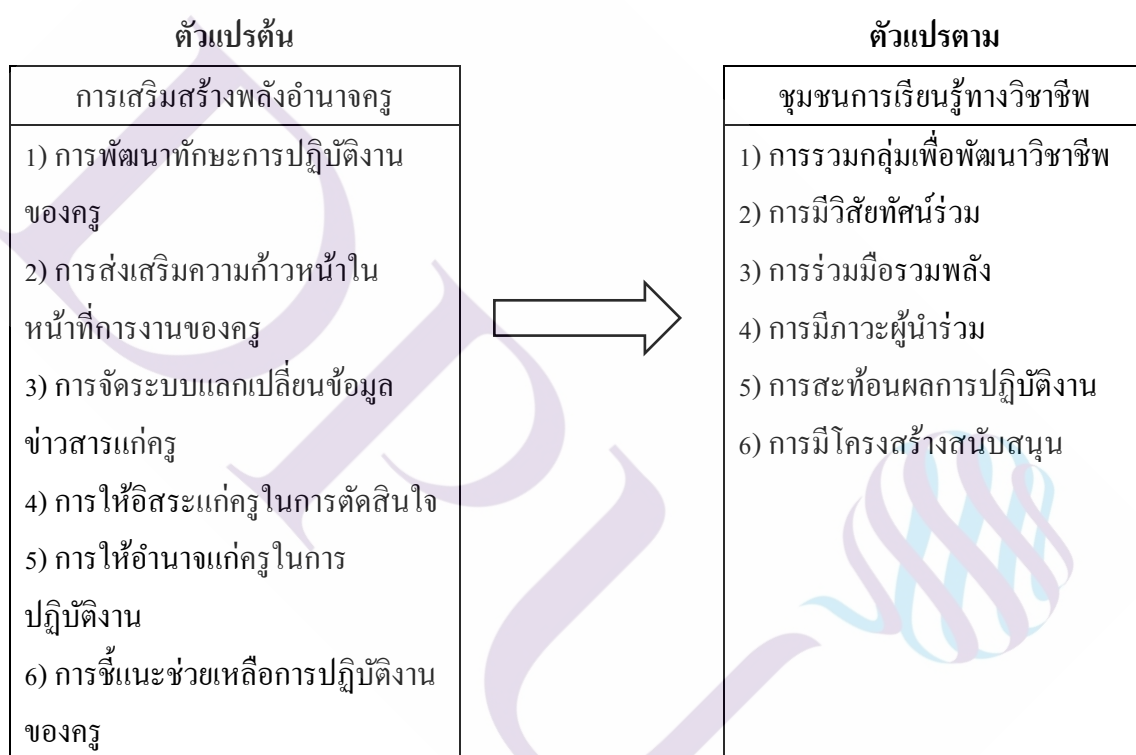 ตัวแปรต้น
การเสริมสร้างพลังอำนาจครู
1) การพัฒนาทักษะการปฏิบัติงาน
ของครู
2) การส่งเสริมความก้าวหน้าใน
หน้าที่การงานของครู
3) การจัดระบบแลกเปลี่ยนข้อมูล
ข่าวสารแก่ครู
4) การให้อิสระแก่ครูในการตัดสินใจ
5) การให้อำนาจแก่ครูในการ
ปฏิบัติงาน
6) การชี้แนะช่วยเหลือการปฏิบัติงาน
ของครู
ตัวแปรตาม
ชุมชนการเรียนรู้ทางวิชาชีพ
1) การรวมกลุ่มเพื่อพัฒนาวิชาชีพ
2) การมีวิสัยทัศน์ร่วม
3) การร่วมมือรวมพลัง
4) การมีภาวะผู้นำร่วม
5) การสะท้อนผลการปฏิบัติงาน
6) การมีโครงสร้างสนับสนุน
DPU